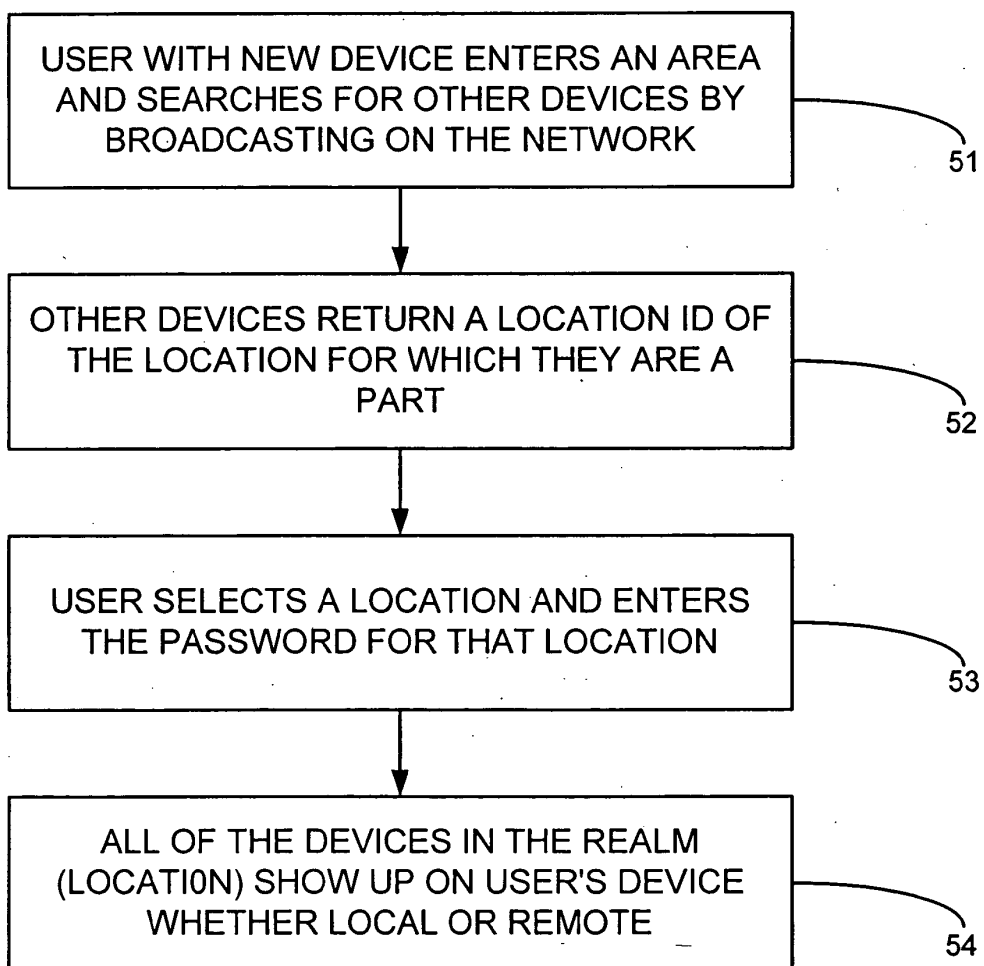 USER WITH NEW DEVICE ENTERS AN AREA
AND SEARCHES FOR OTHER DEVICES BY
BROADCASTING ON THE NETWORK
51
OTHER DEVICES RETURN A LOCATION ID OF
THE LOCATION FOR WHICH THEY ARE A
PART
52
USER SELECTS A LOCATION AND ENTERS
THE PASSWORD FOR THAT LOCATION
53
ALL OF THE DEVICES IN THE REALM
(LOCATI0N) SHOW UP ON USER'S DEVICE
WHETHER LOCAL OR REMOTE
54